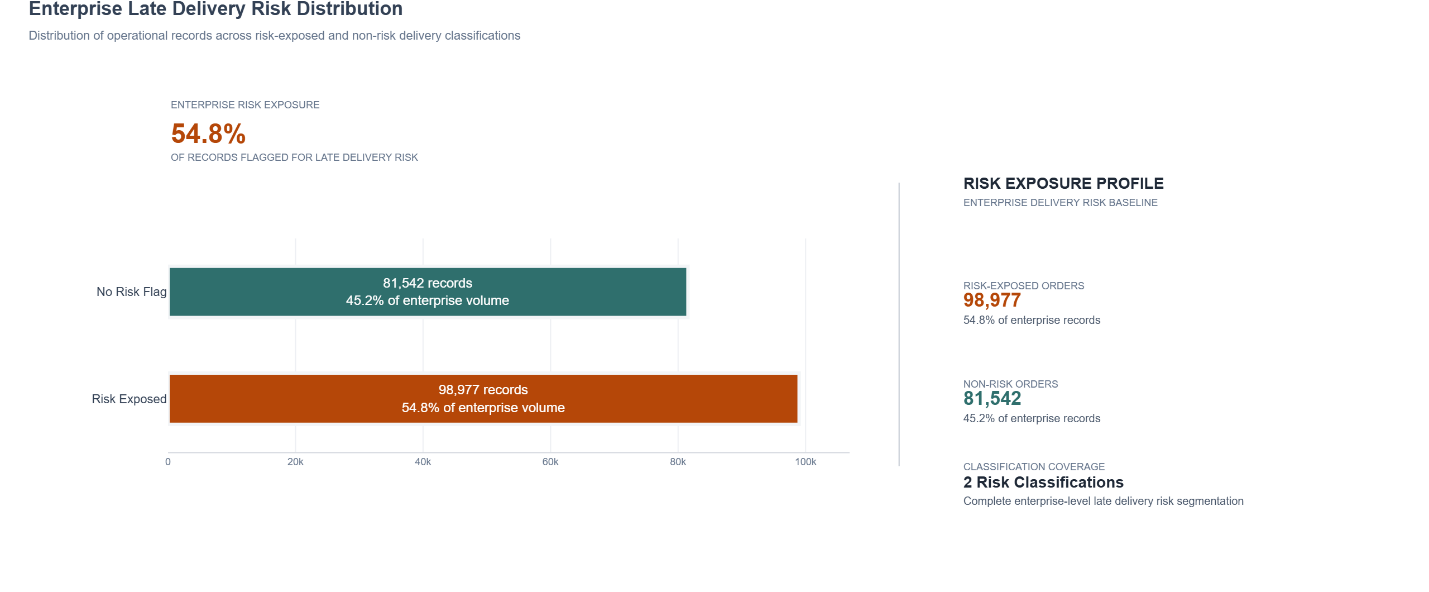 Enterprise Late Delivery Risk Distribution
Distribution of operational records across risk-exposed and non-risk delivery classifications
ENTERPRISE RISK EXPOSURE
54.8%
OF RECORDS FLAGGED FOR LATE DELIVERY RISK
No Risk Flag
81,542 records
45.2% of enterprise volume
Risk Exposed
98,977 records
54.8% of enterprise volume
0
20k
40k
60k
80k
100k
RISK EXPOSURE PROFILE
ENTERPRISE DELIVERY RISK BASELINE
RISK-EXPOSED ORDERS
98,977
54.8% of enterprise records
NON-RISK ORDERS
81,542
45.2% of enterprise records
CLASSIFICATION COVERAGE
2 Risk Classifications
Complete enterprise-level late delivery risk segmentation